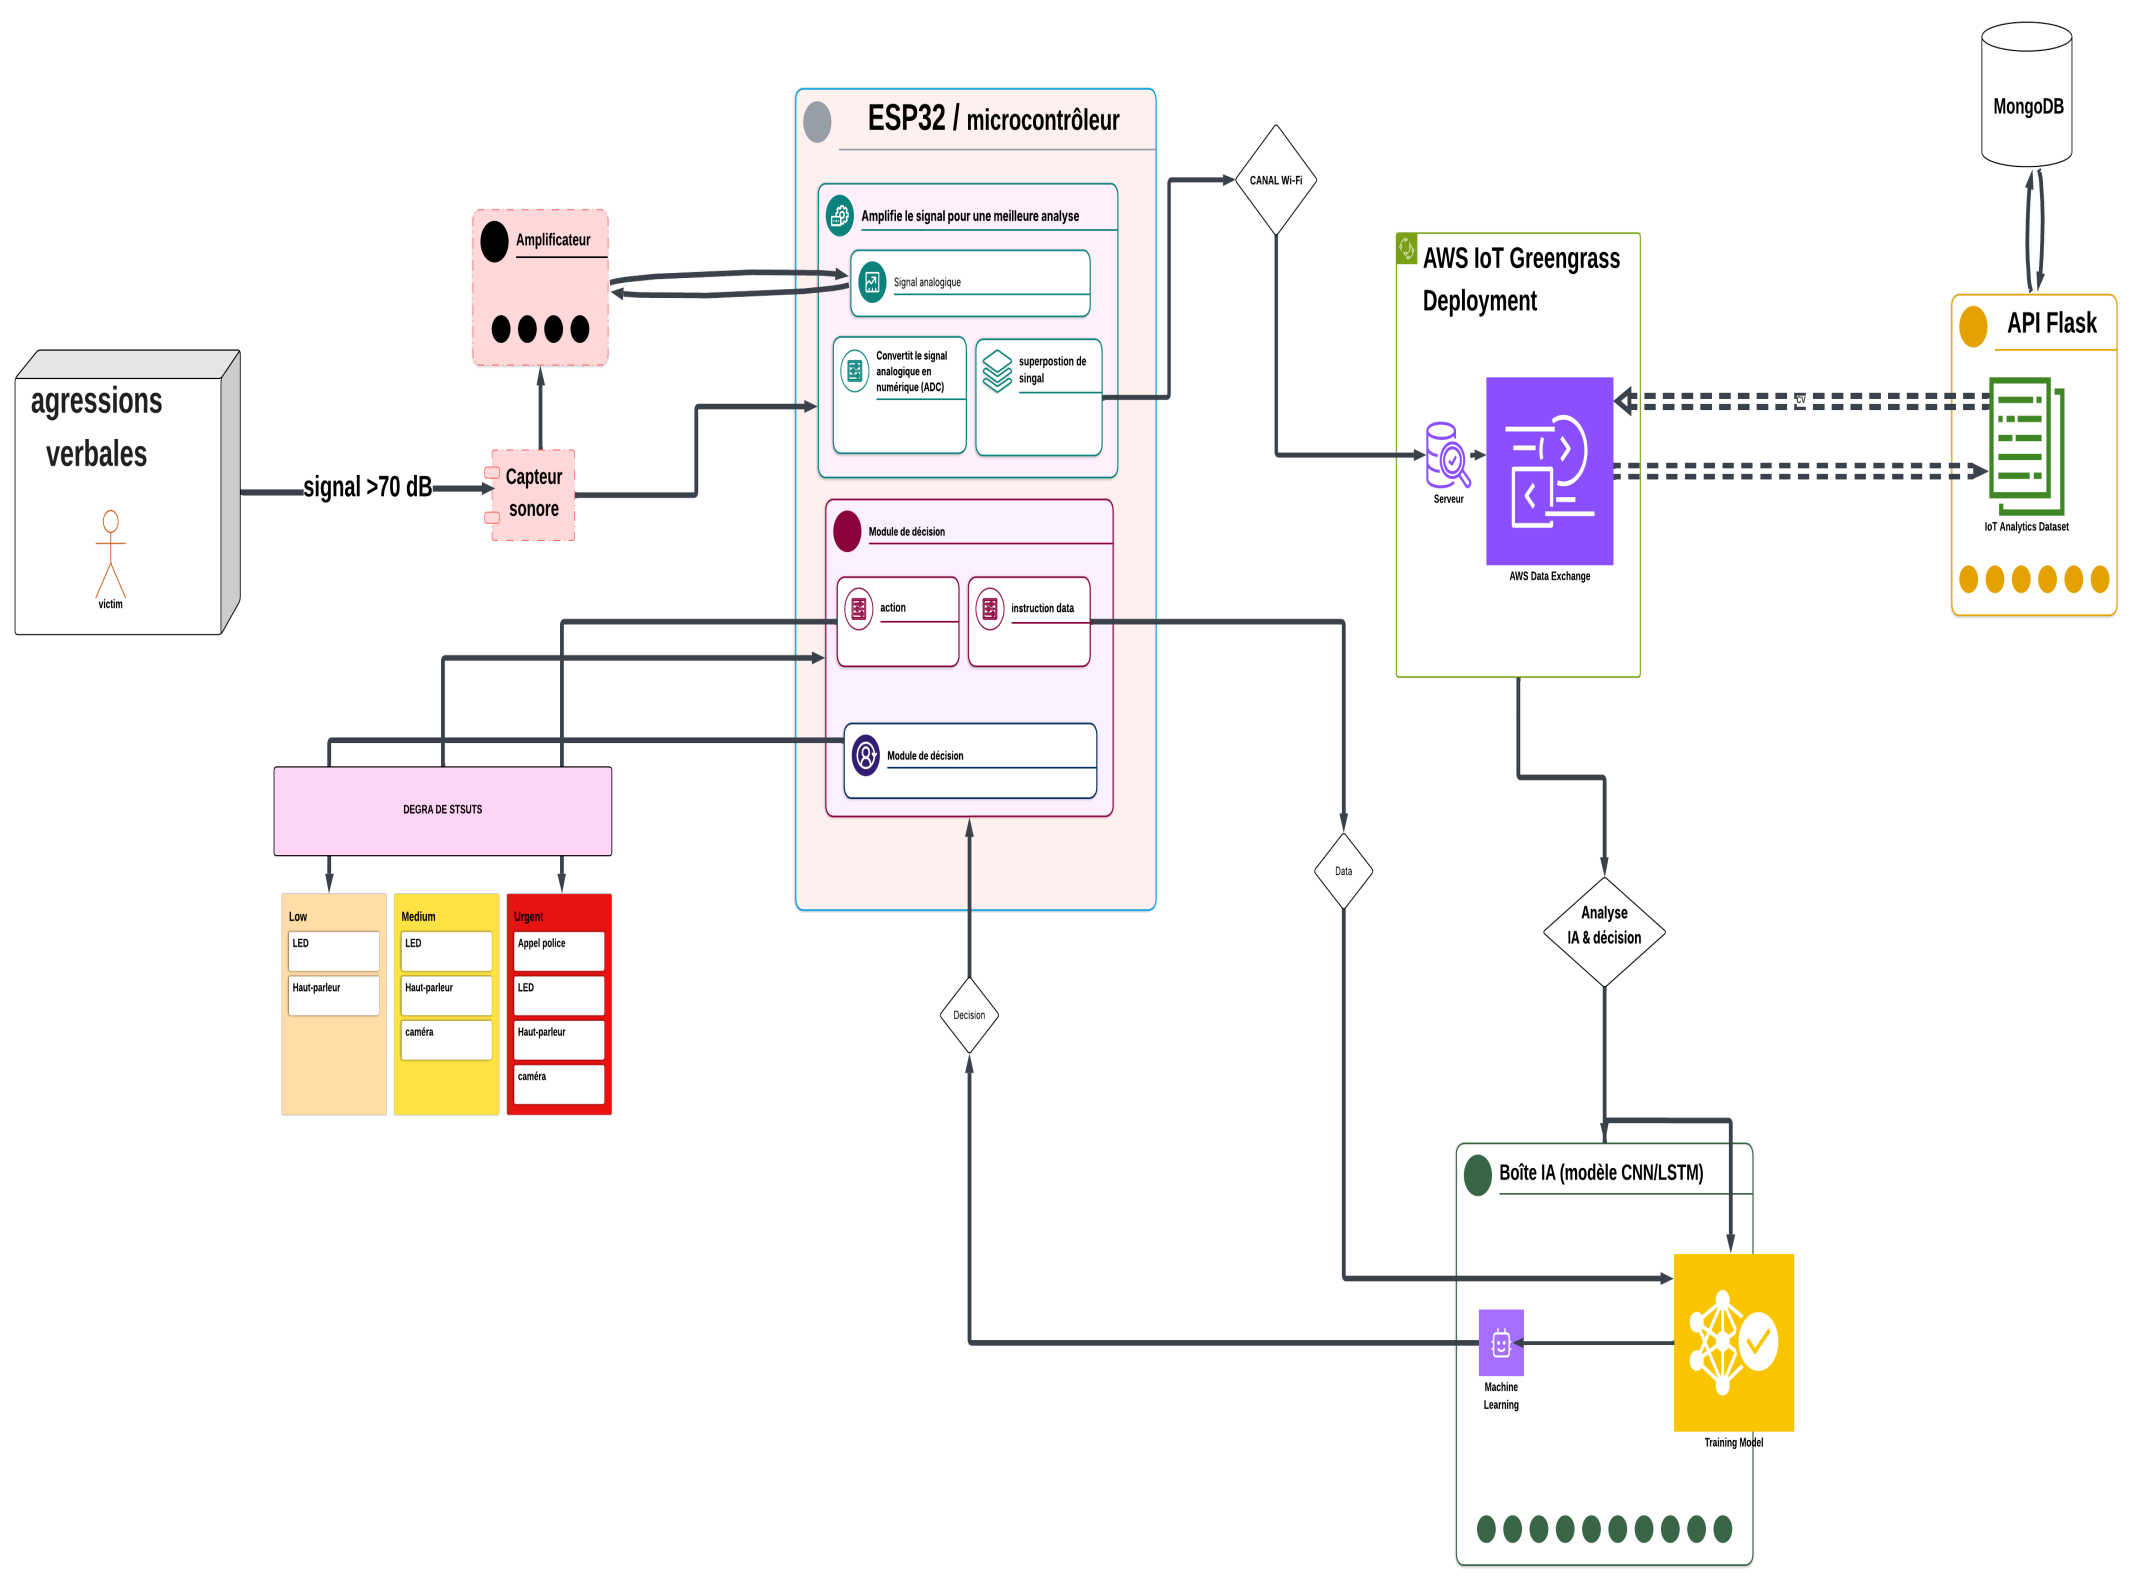 agressions
verbales
victim
signal >70 dB
Capteur
sonore
Amplificateur
ESP32 / microcontrôleur
Amplifie le signal pour une meilleure analyse
Signal analogique
Convertit le signal
analogique en
numérique (ADC)
superpostion de
singal
Module de décision
action
instruction data
Module de décision
CANAL Wi-Fi
AWS IoT Greengrass
Deployment
Serveur
AWS Data Exchange
CV
MongoDB
API Flask
IoT Analytics Dataset
DEGRA DE STSUTS
Low
LED
Haut-parleur
Medium
LED
Haut-parleur
caméra
Urgent
Appel police
LED
Haut-parleur
caméra
Decision
Data
Analyse
IA & décision
Boîte IA (modèle CNN/LSTM)
Machine
Learning
Training Model